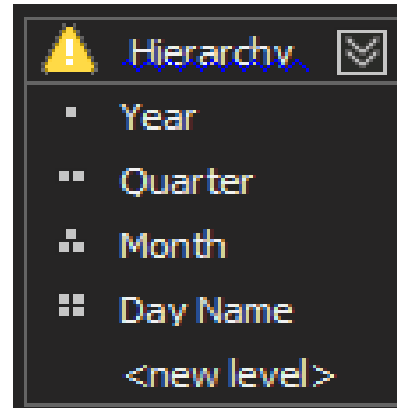 Hierarchy
Year
Quarter
Month
Day Name
<new level>